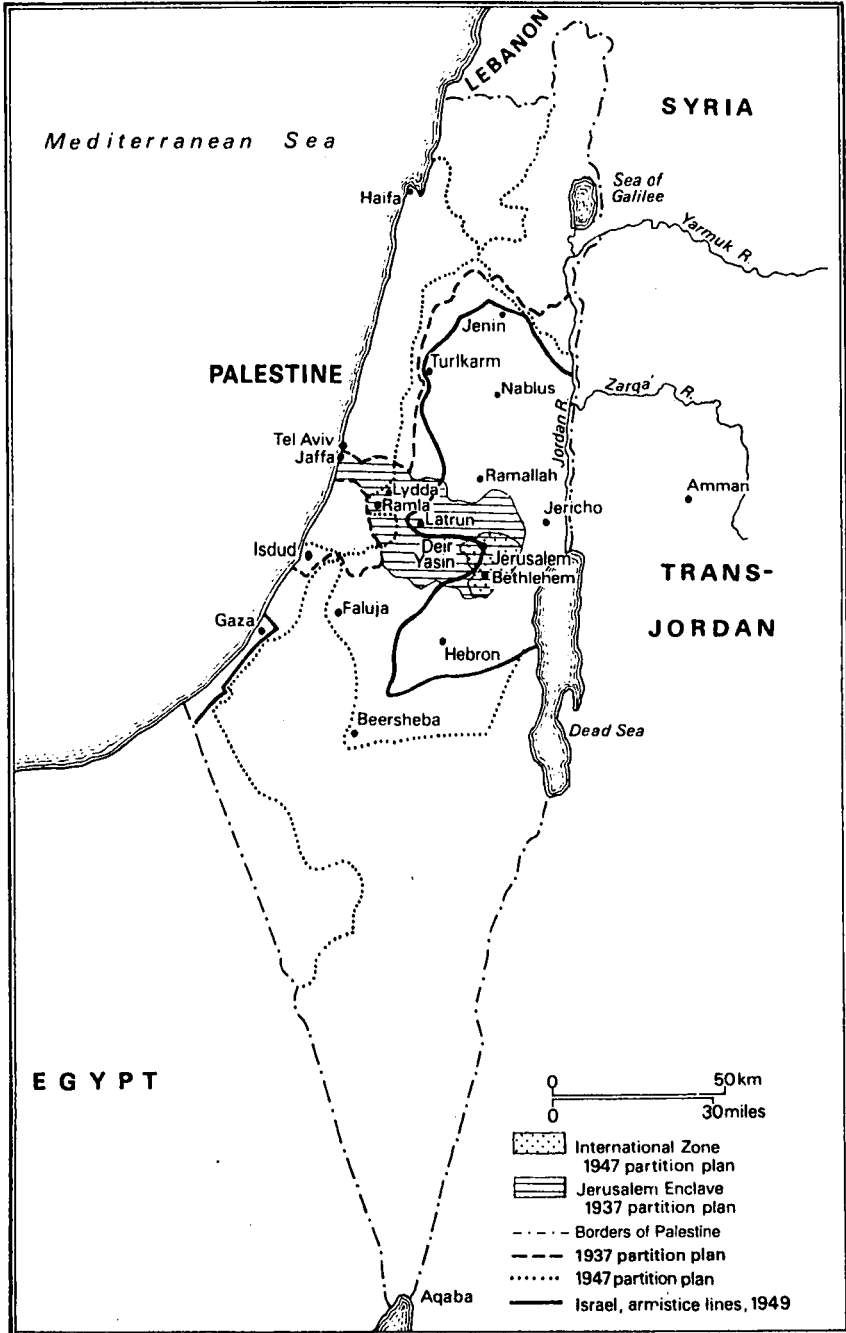 LEBANON
SYRIA
Mediterranean Sea
Sea of
Galilee
Haifa
Yarmuk R.
Jenin
Turlkarm
PALESTINE
Nablus
Zarqa' R.
Jordan R.
Tel Aviv
Jaffa
Ramallah
Lydda
Amman
Ramla
Jericho
Latrun
Deir
Yasin
Isdud
Jerusalem
Bethlehem
TRANS-
JORDAN
Faluja
Gaza
Hebron
Beersheba
Dead Sea
EGYPT
0 50km
0 30miles
International Zone
1947 partition plan
Jerusalem Enclave
1937 partition plan
Borders of Palestine
1937 partition plan
1947 partition plan
Israel, armistice lines, 1949
Aqaba